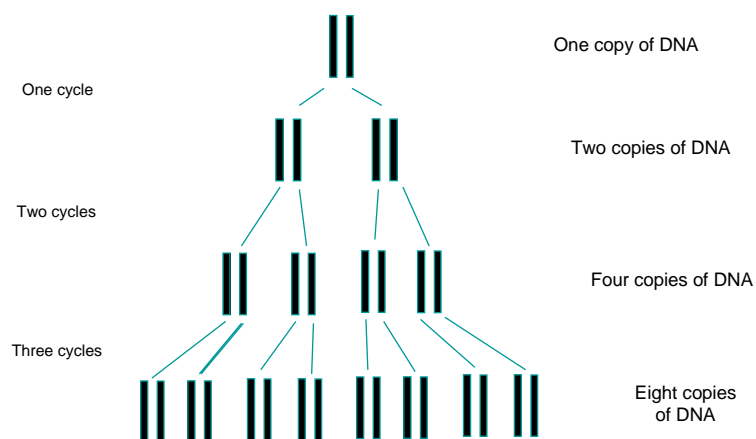 One copy of DNA
One cycle
Two copies of DNA
Two cycles
Four copies of DNA
Three cycles
Eight copies
of DNA